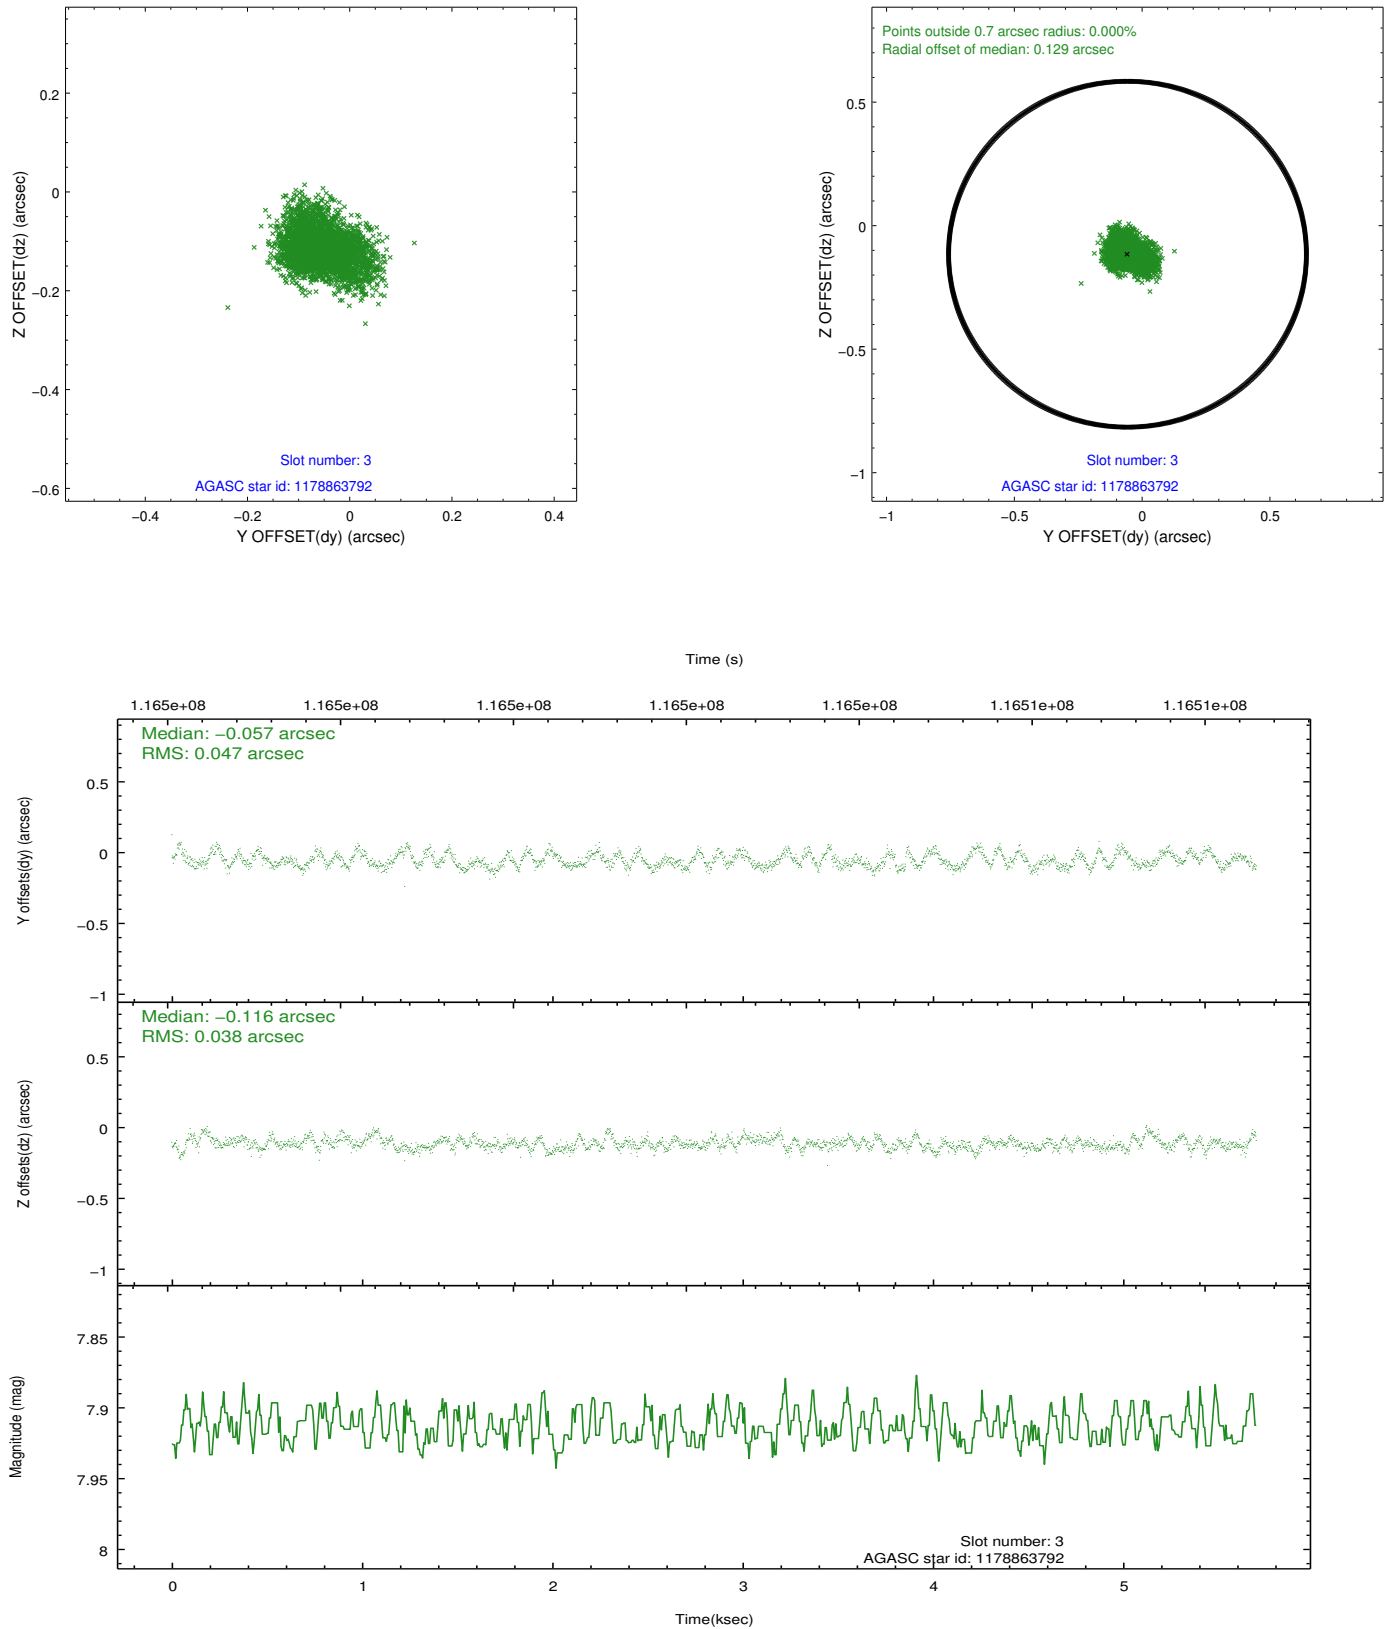 0.2
0
−0.2
−0.4
−0.6
Z OFFSET(dz) (arcsec)
Slot number: 3
AGASC star id: 1178863792
−0.4
−0.2
0
0.2
0.4
Y OFFSET(dy) (arcsec)
Points outside 0.7 arcsec radius: 0.000%
Radial offset of median: 0.129 arcsec
0.5
0
−0.5
−1
Z OFFSET(dz) (arcsec)
Slot number: 3
AGASC star id: 1178863792
−1
−0.5
0
0.5
Y OFFSET(dy) (arcsec)
Time (s)
1.165e+08
1.165e+08
1.165e+08
1.165e+08
1.165e+08
1.1651e+08
1.1651e+08
Median: −0.057 arcsec
RMS: 0.047 arcsec
0.5
0
−0.5
−1
Y offsets(dy) (arcsec)
Median: −0.116 arcsec
RMS: 0.038 arcsec
0.5
0
−0.5
−1
Z offsets(dz) (arcsec)
7.85
7.9
7.95
8
Magnitude (mag)
Slot number: 3
AGASC star id: 1178863792
0
1
2
3
4
5
Time(ksec)